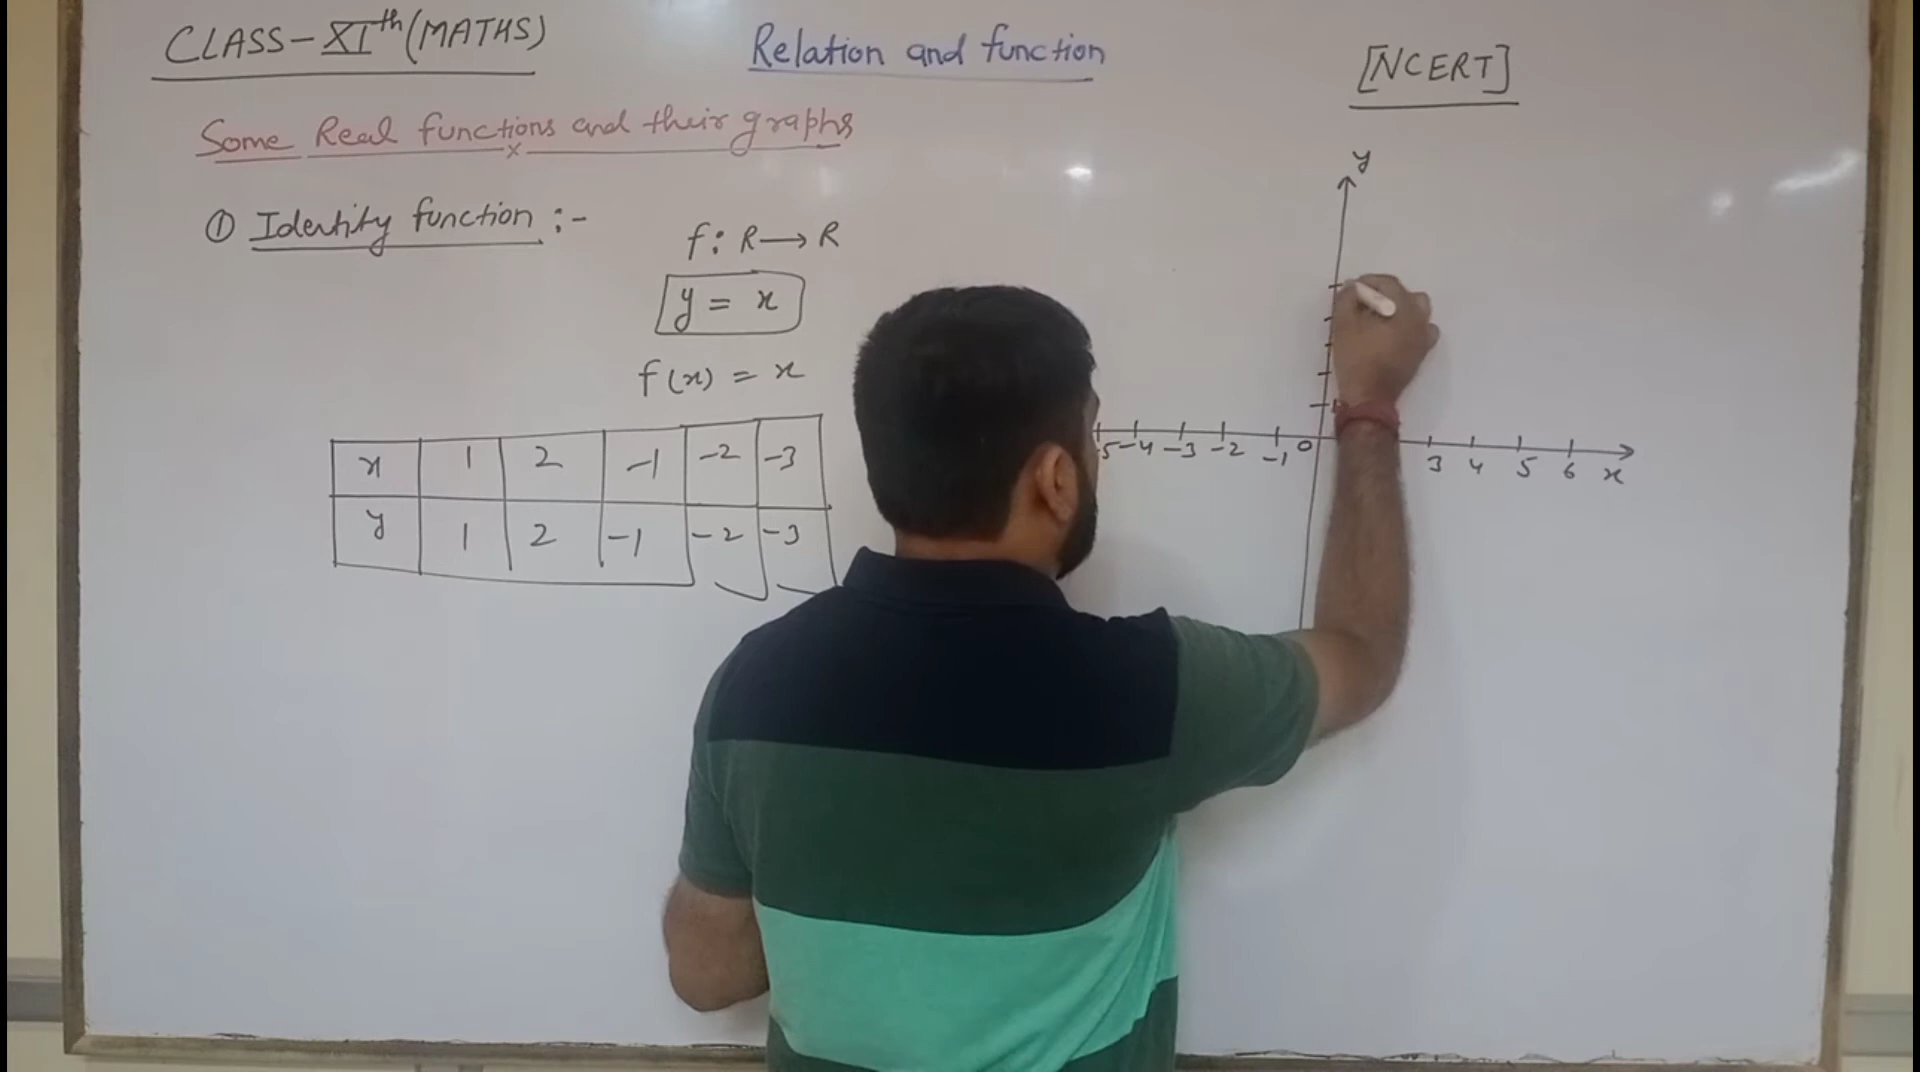 CLASS-XIth (MATHS)
Relation and function
[NCERT]
Some Real functions and their graphs
x
① Identity function :-
f: R → R
y = x
f(x) = x
x 1 2 -1 -2 -3
y 1 2 -1 -2 -3
y
1
-5 -4 -3 -2 -1 0 3 4 5 6 x